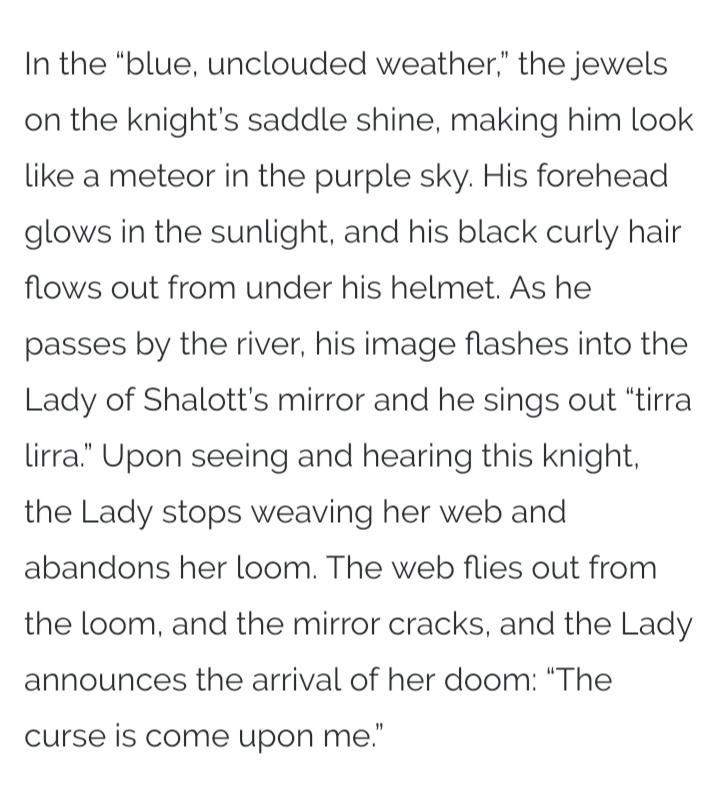 In the “blue, unclouded weather,” the jewels
on the knight’s saddle shine, making him look
like a meteor in the purple sky. His forehead
glows in the sunlight, and his black curly hair
flows out from under his helmet. As he
passes by the river, his image flashes into the
Lady of Shalott’s mirror and he sings out “tirra
lirra.” Upon seeing and hearing this knight,
the Lady stops weaving her web and
abandons her loom. The web flies out from
the loom, and the mirror cracks, and the Lady
announces the arrival of her doom: “The
curse is come upon me.”